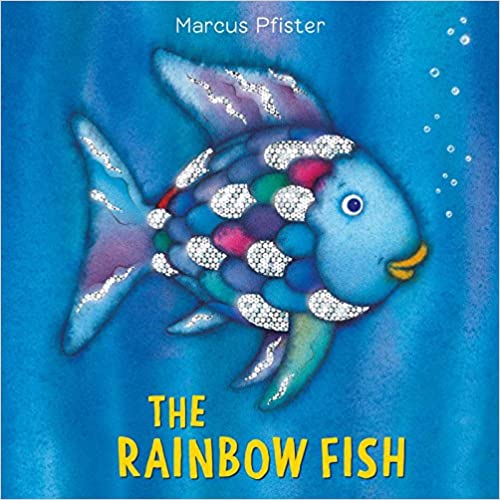 Marcus Pfister
THE
RAINBOW FISH